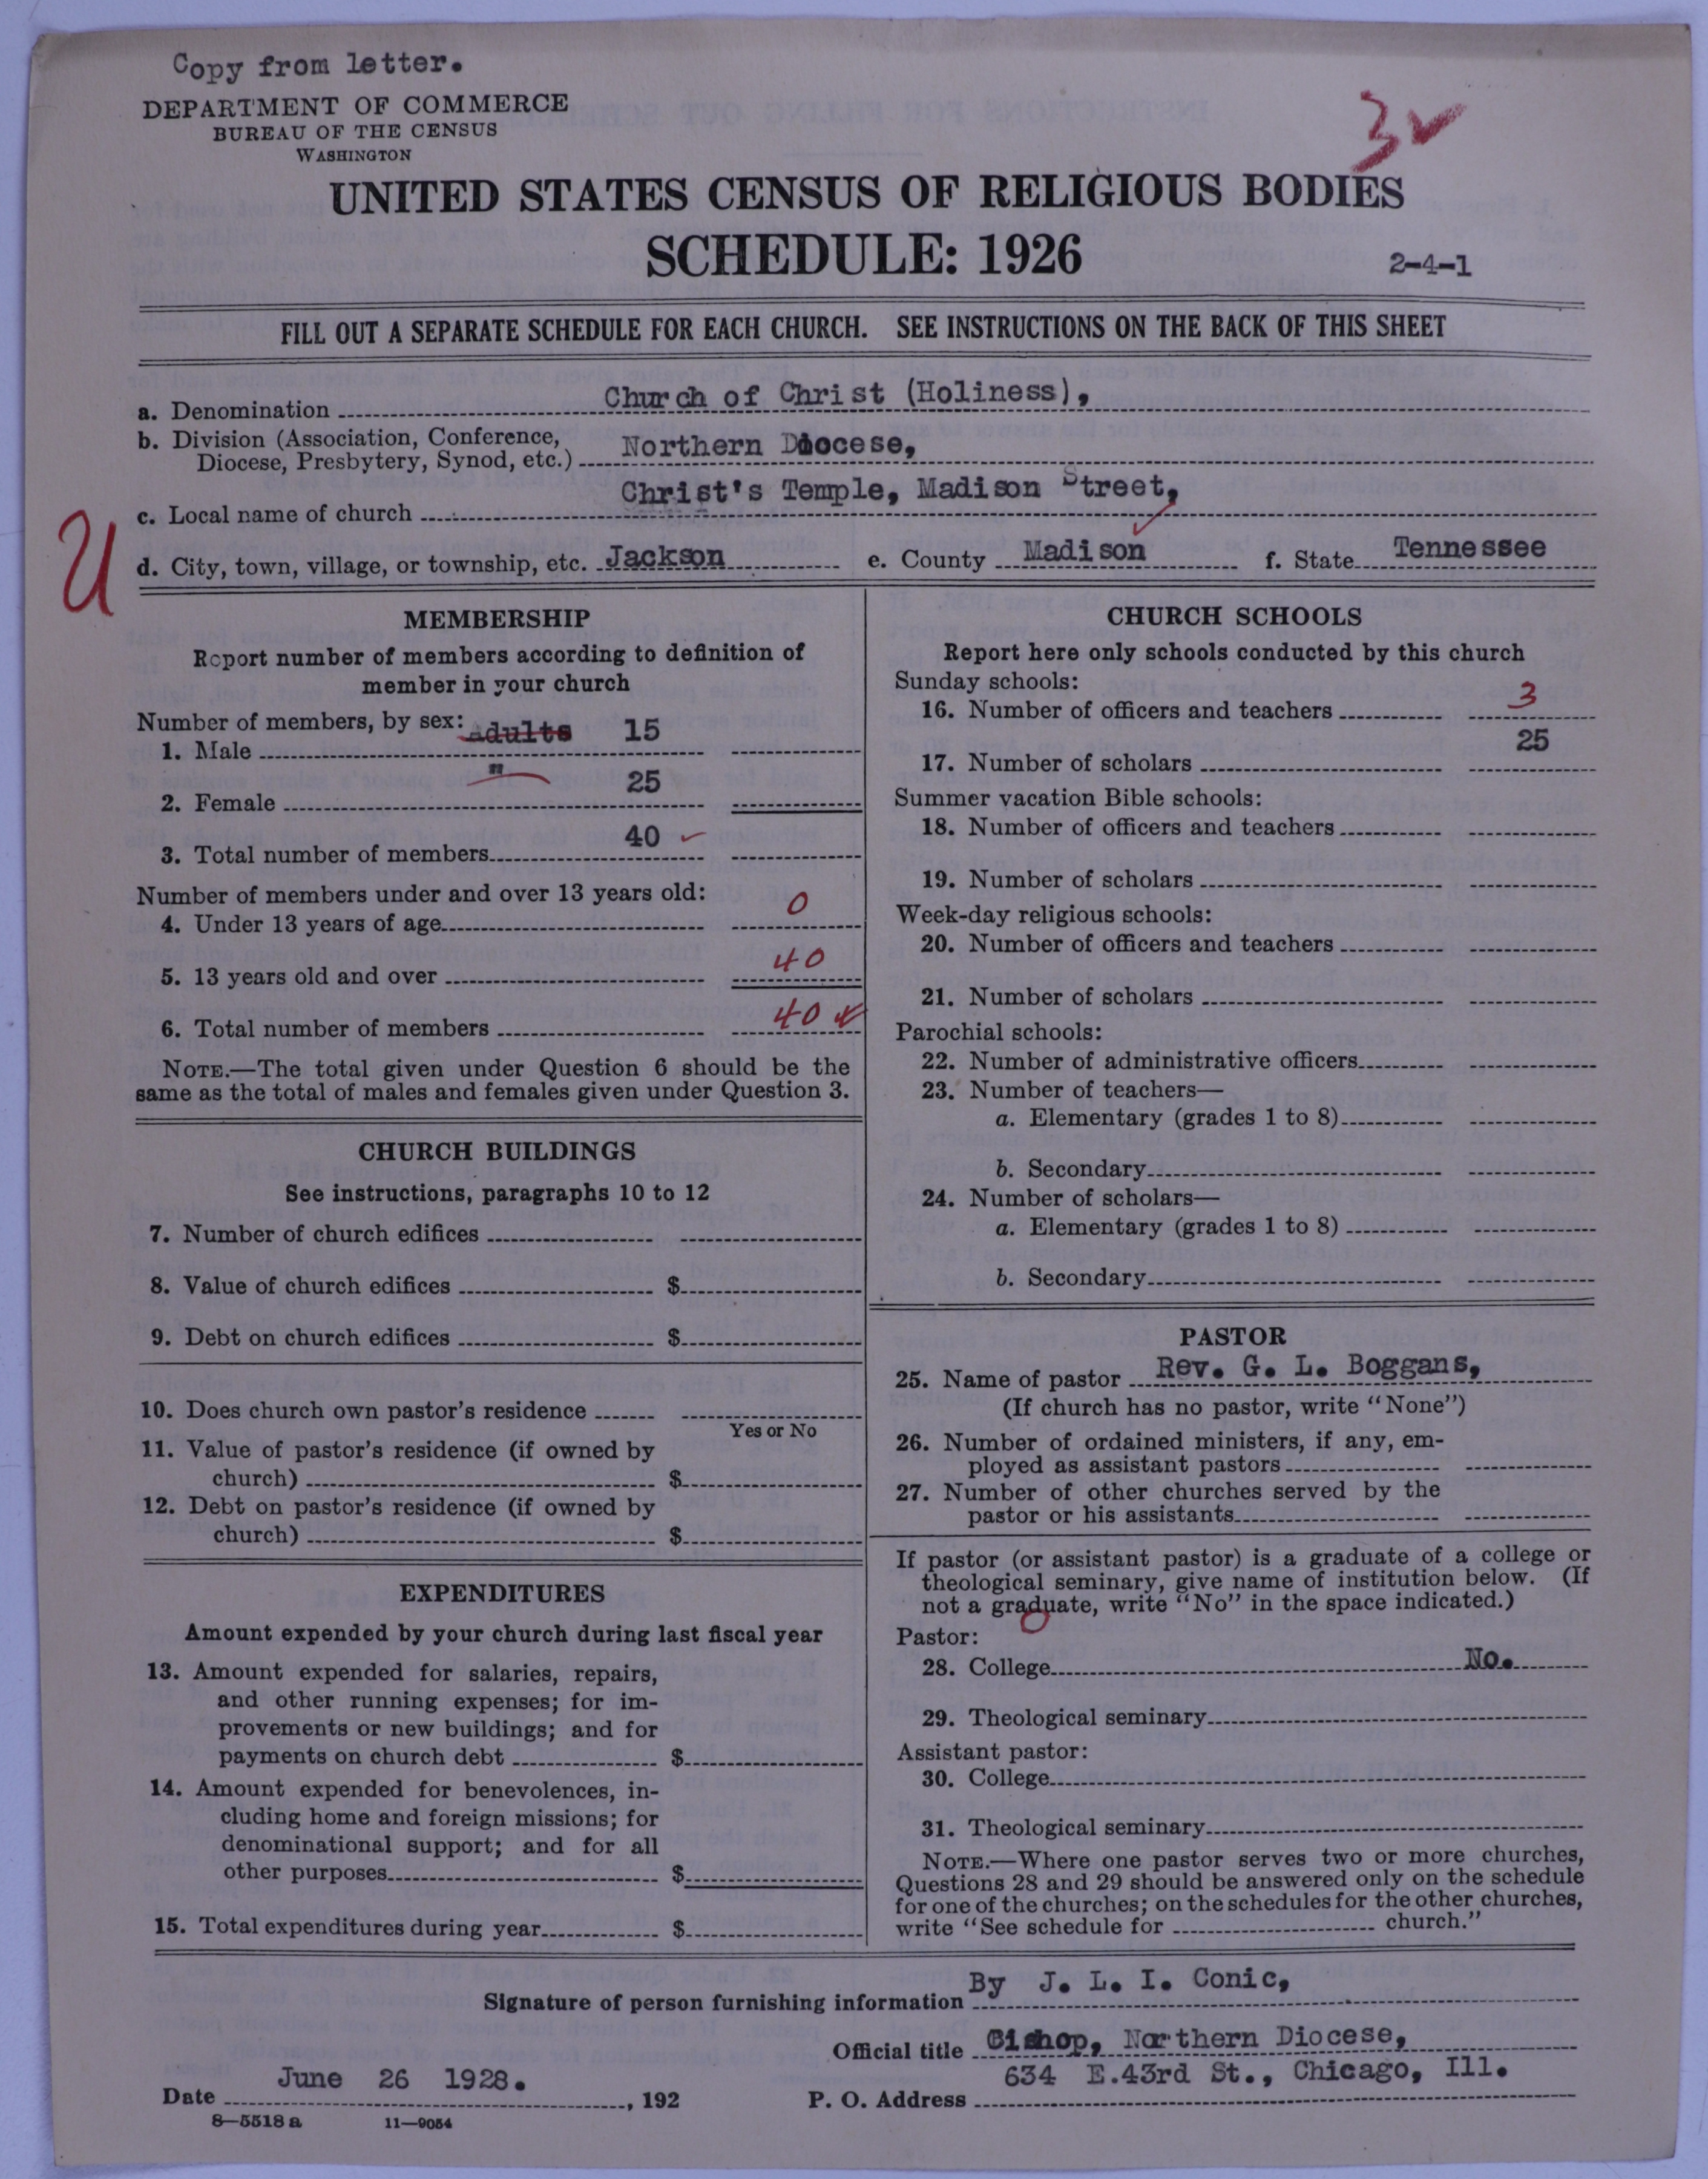 Copy from letter.
DEPARTMENT OF COMMERCE
BUREAU OF THE CENSUS
WASHINGTON
3
UNITED STATES CENSUS OF RELIGIOUS BODIES
SCHEDULE: 1926
2-4-1
FILL OUT A SEPARATE SCHEDULE FOR EACH CHURCH. SEE INSTRUCTIONS ON THE BACK OF THIS SHEET
a. Denomination Church of Christ (Holiness),
b. Division (Association, Conference,
Diocese, Presbytery, Synod, etc.) Northern Diocese,
c. Local name of church Christ's Temple, Madison Street,
U
d. City, town, village, or township, etc. Jackson e. County Madison f. State Tennessee
MEMBERSHIP
Report number of members according to definition of
member in your church
Number of members, by sex:
Adults
1. Male 15
"
2. Female 25
3. Total number of members 40
Number of members under and over 13 years old:
4. Under 13 years of age 0
5. 13 years old and over 40
6. Total number of members 40
NOTE.—The total given under Question 6 should be the
same as the total of males and females given under Question 3.
CHURCH BUILDINGS
See instructions, paragraphs 10 to 12
7. Number of church edifices
8. Value of church edifices $
9. Debt on church edifices $
10. Does church own pastor's residence
Yes or No
11. Value of pastor's residence (if owned by
church) $
12. Debt on pastor's residence (if owned by
church) $
EXPENDITURES
Amount expended by your church during last fiscal year
13. Amount expended for salaries, repairs,
and other running expenses; for im-
provements or new buildings; and for
payments on church debt $
14. Amount expended for benevolences, in-
cluding home and foreign missions; for
denominational support; and for all
other purposes $
15. Total expenditures during year $
CHURCH SCHOOLS
Report here only schools conducted by this church
Sunday schools:
16. Number of officers and teachers 3
17. Number of scholars 25
Summer vacation Bible schools:
18. Number of officers and teachers
19. Number of scholars
Week-day religious schools:
20. Number of officers and teachers
21. Number of scholars
Parochial schools:
22. Number of administrative officers
23. Number of teachers—
a. Elementary (grades 1 to 8)
b. Secondary
24. Number of scholars—
a. Elementary (grades 1 to 8)
b. Secondary
PASTOR
25. Name of pastor Rev. G. L. Boggans,
(If church has no pastor, write "None")
26. Number of ordained ministers, if any, em-
ployed as assistant pastors
27. Number of other churches served by the
pastor or his assistants
If pastor (or assistant pastor) is a graduate of a college or
theological seminary, give name of institution below. (If
not a graduate, write "No" in the space indicated.)
Pastor: 0
28. College No.
29. Theological seminary
Assistant pastor:
30. College
31. Theological seminary
NOTE.—Where one pastor serves two or more churches,
Questions 28 and 29 should be answered only on the schedule
for one of the churches; on the schedules for the other churches,
write "See schedule for church."
Signature of person furnishing information By J. L. I. Conic,
Official title Bishop, Northern Diocese,
Date June 26 1928. , 192
P. O. Address 634 E.43rd St., Chicago, Ill.
8—5518 a 11—9054